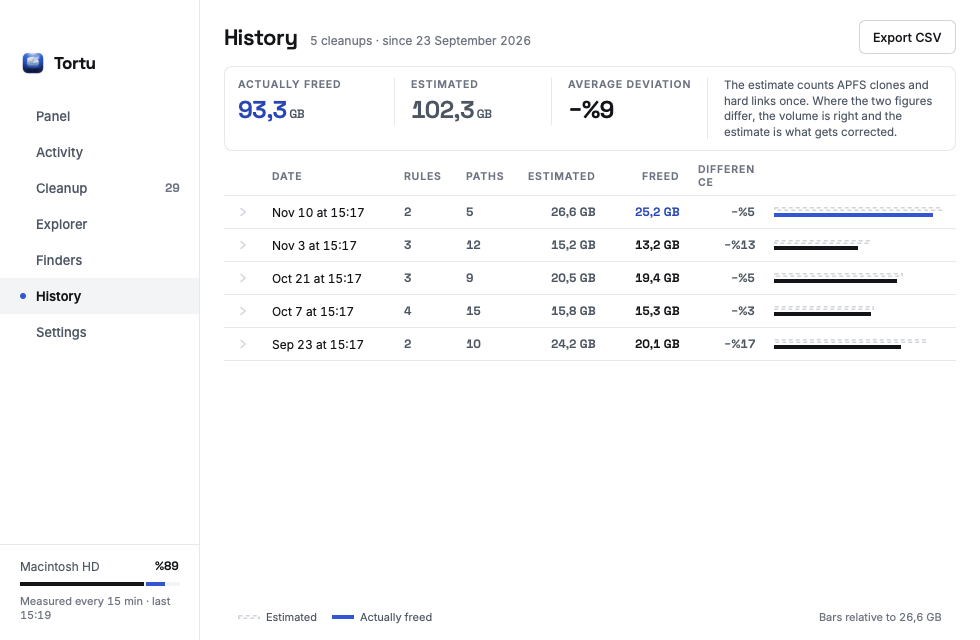 Tortu
Panel
Activity
Cleanup 29
Explorer
Finders
History
Settings
Macintosh HD %89
Measured every 15 min · last
15:19
History 5 cleanups · since 23 September 2026
Export CSV
ACTUALLY FREED
93,3 GB
ESTIMATED
102,3 GB
AVERAGE DEVIATION
−%9
The estimate counts APFS clones and
hard links once. Where the two figures
differ, the volume is right and the
estimate is what gets corrected.
DATE RULES PATHS ESTIMATED FREED DIFFEREN
CE
Nov 10 at 15:17 2 5 26,6 GB 25,2 GB −%5
Nov 3 at 15:17 3 12 15,2 GB 13,2 GB −%13
Oct 21 at 15:17 3 9 20,5 GB 19,4 GB −%5
Oct 7 at 15:17 4 15 15,8 GB 15,3 GB −%3
Sep 23 at 15:17 2 10 24,2 GB 20,1 GB −%17
Estimated Actually freed Bars relative to 26,6 GB